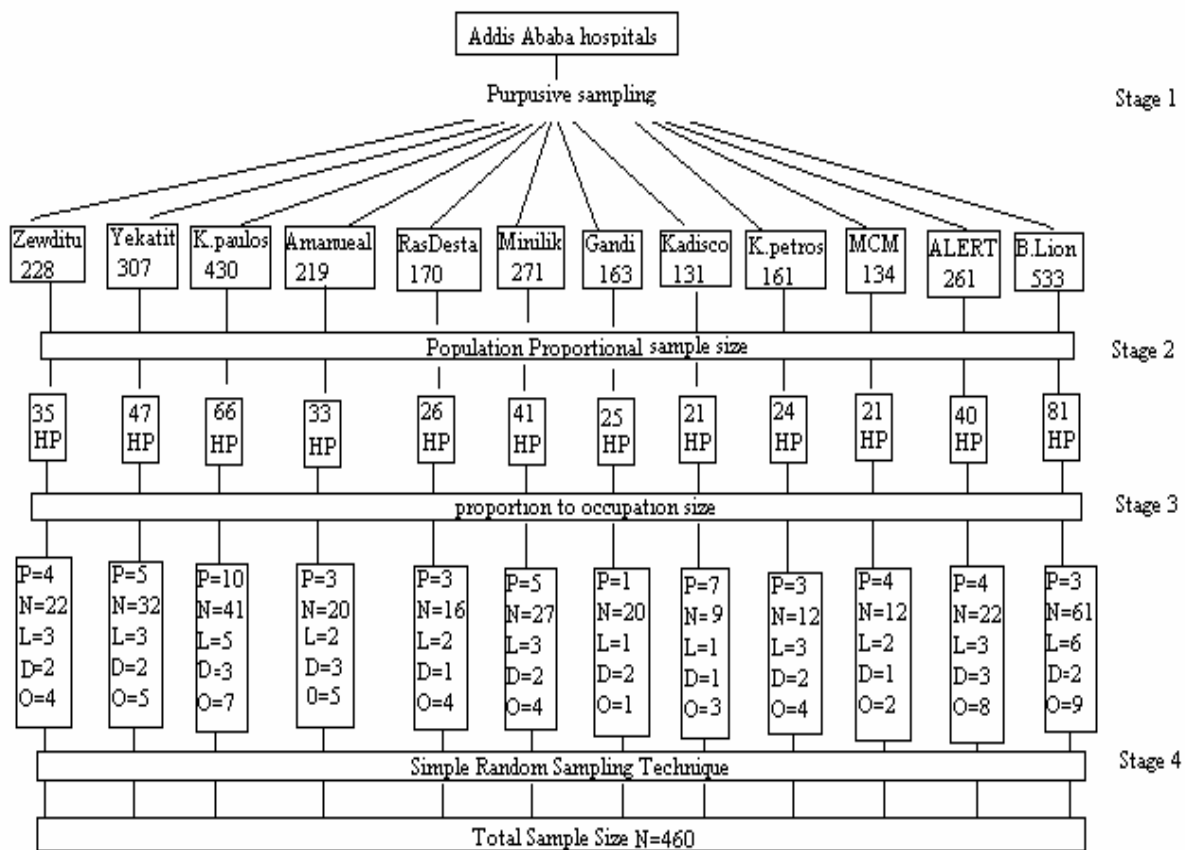 Addis Ababa hospitals
Purpusive sampling
Stage 1
Zewditu
228
Yekatit
307
K.paulos
430
Amanueal
219
RasDesta
170
Minilik
271
Gandi
163
Kadisco
131
K.petros
161
MCM
134
ALERT
261
B.Lion
533
Population Proportional sample size
Stage 2
35
HP
47
HP
66
HP
33
HP
26
HP
41
HP
25
HP
21
HP
24
HP
21
HP
40
HP
81
HP
proportion to occupation size
Stage 3
P=4
N=22
L=3
D=2
O=4
P=5
N=32
L=3
D=2
O=5
P=10
N=41
L=5
D=3
O=7
P=3
N=20
L=2
D=3
0=5
P=3
N=16
L=2
D=1
O=4
P=5
N=27
L=3
D=2
O=4
P=1
N=20
L=1
D=2
O=1
P=7
N=9
L=1
D=1
O=3
P=3
N=12
L=3
D=2
O=4
P=4
N=12
L=2
D=1
O=2
P=4
N=22
L=3
D=3
O=8
P=3
N=61
L=6
D=2
O=9
Simple Random Sampling Technique
Stage 4
Total Sample Size N=460